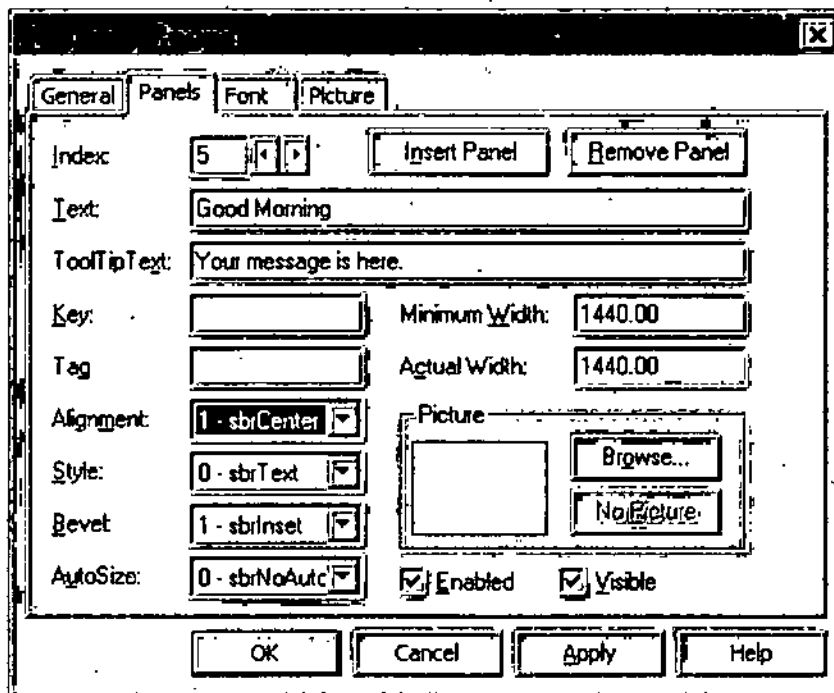 General Panels Font Picture
Index: 5 Insert Panel Remove Panel
Text: Good Morning
ToolTipText: Your message is here.
Key: Minimum Width: 1440.00
Tag Actual Width: 1440.00
Alignment: 1 - sbrCenter Picture
Style: 0 - sbrText Browse...
Bevel: 1 - sbrInset No Picture
AutoSize: 0 - sbrNoAuto Enabled Visible
OK Cancel Apply Help